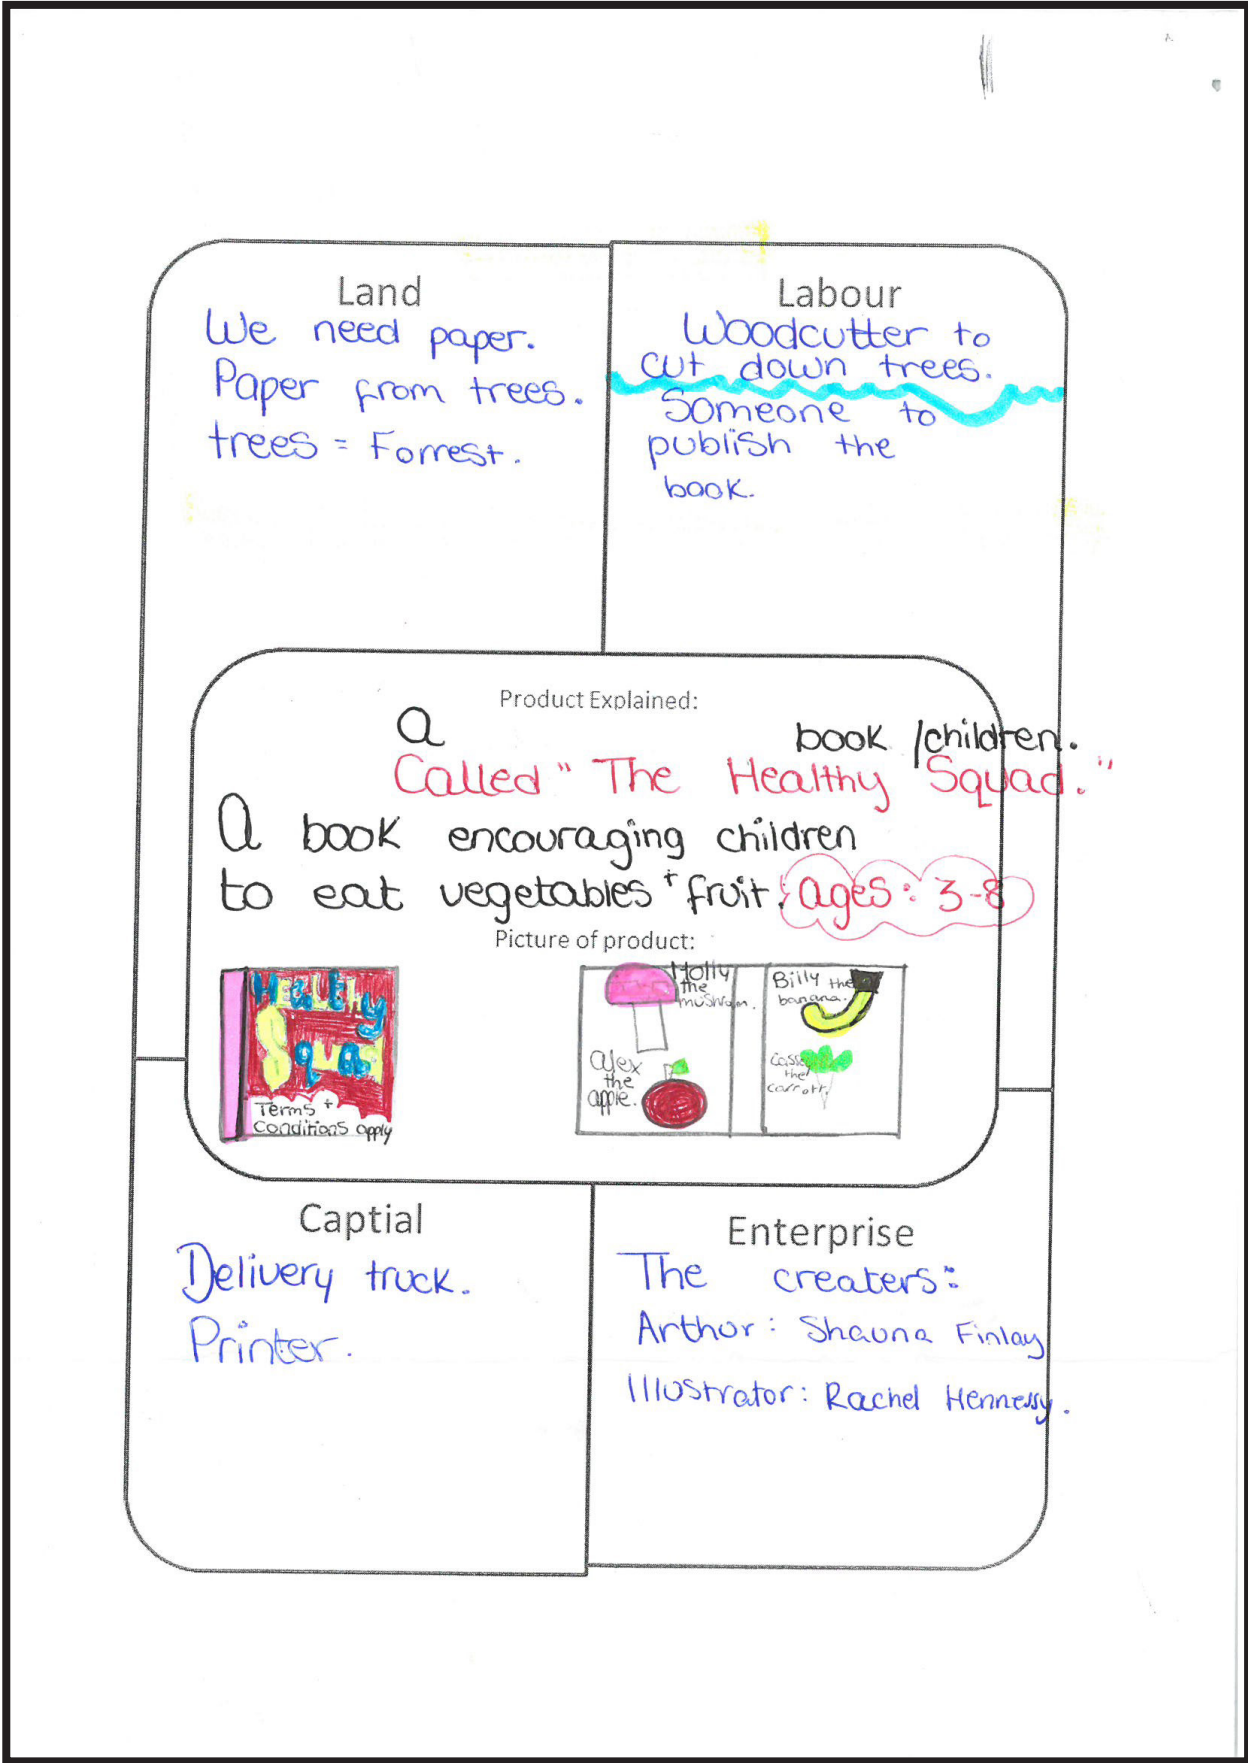 Land
We need paper.
Paper from trees.
trees = Forrest.
Labour
Woodcutter to
cut down trees.
Someone to
publish the
book.
Product Explained:
a book /children.
Called "The Healthy Squad."
A book encouraging children
to eat vegetables + fruit. ages: 3-8
Picture of product:
Healthy
Squad
Terms +
Conditions apply
Holly
the
mushroom.
Alex
the
apple.
Billy the
banana.
the
carrott.
Captial
Delivery truck.
Printer.
Enterprise
The creaters:
Arthor: Shauna Finlay
Illustrator: Rachel Hennessy.